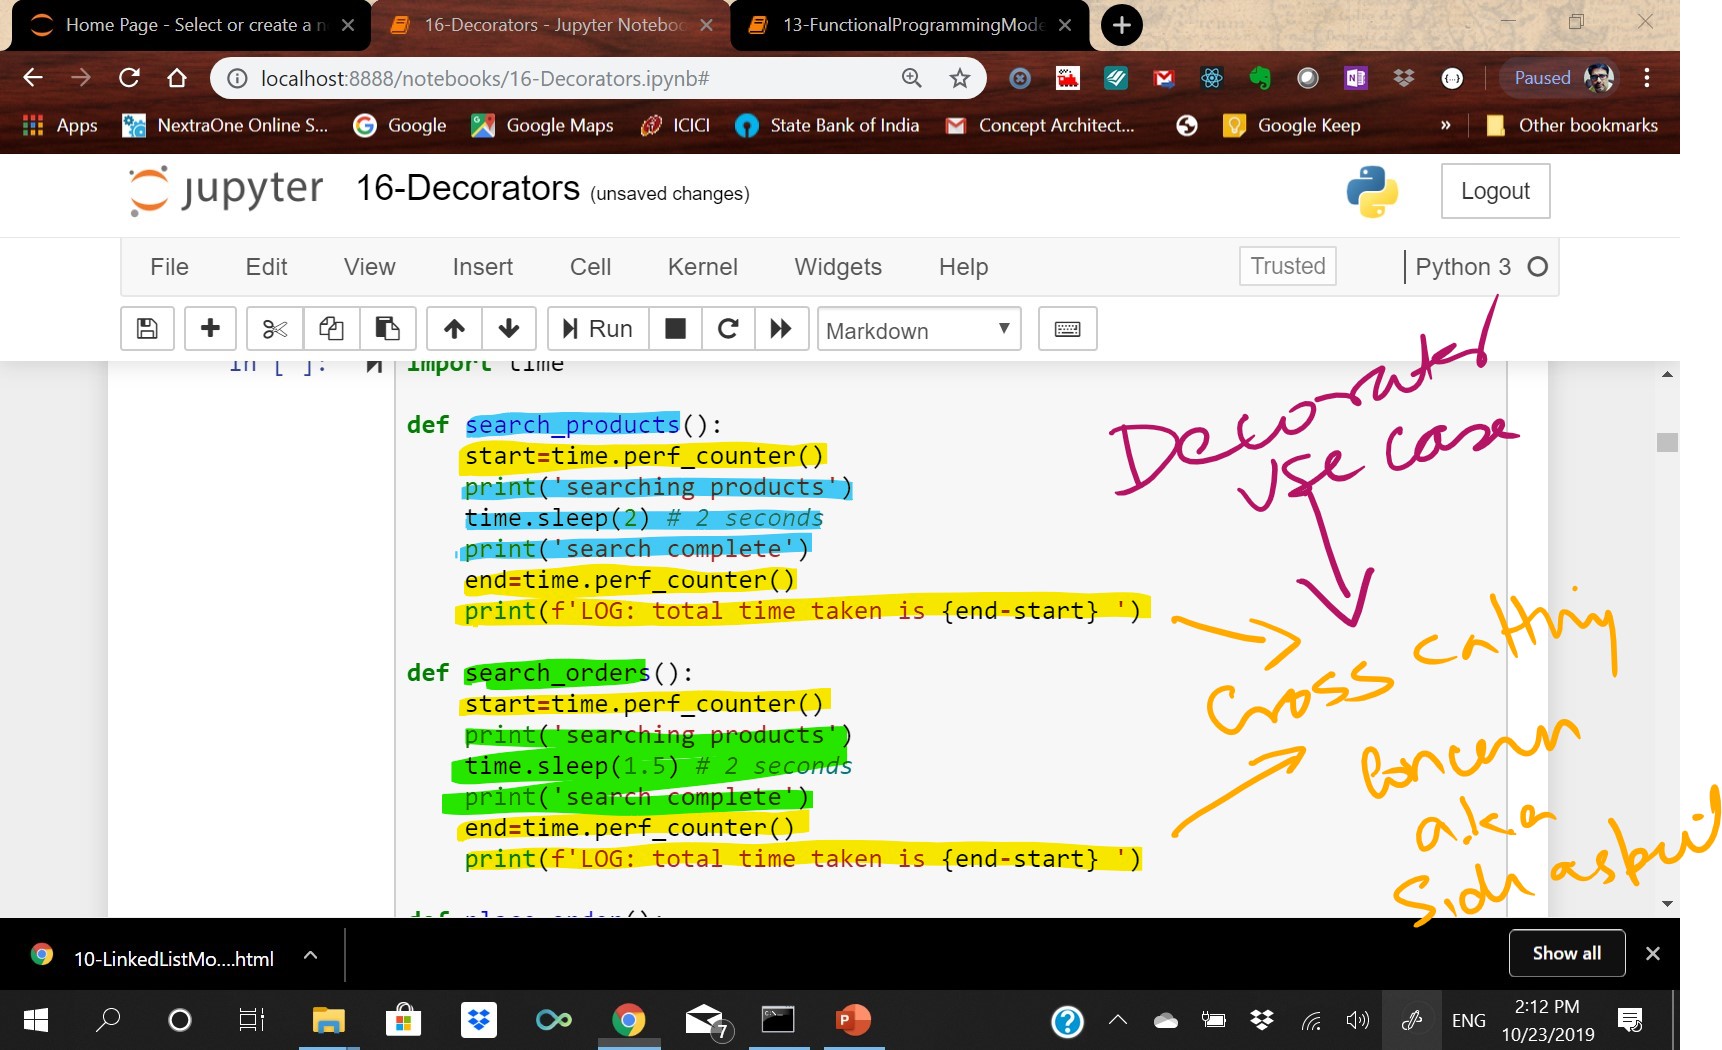 Home Page - Select or create a n
16-Decorators - Jupyter Noteboo
13-FunctionalProgrammingMode
localhost:8888/notebooks/16-Decorators.ipynb#
Paused
Apps
NextraOne Online S...
Google
Google Maps
ICICI
State Bank of India
Concept Architect...
Google Keep
»
Other bookmarks
jupyter 16-Decorators (unsaved changes)
Logout
File Edit View Insert Cell Kernel Widgets Help
Trusted
Python 3
Run
Markdown
In [ ]:
import time
def search_products():
start=time.perf_counter()
print('searching products')
time.sleep(2) # 2 seconds
print('search complete')
end=time.perf_counter()
print(f'LOG: total time taken is {end-start} ')
def search_orders():
start=time.perf_counter()
print('searching products')
time.sleep(1.5) # 2 seconds
print('search complete')
end=time.perf_counter()
print(f'LOG: total time taken is {end-start} ')
def place_order():
Decorator
use case
Cross cutting
Concern
a.k.a
10-LinkedListMo....html
Show all
7
ENG
2:12 PM
10/23/2019